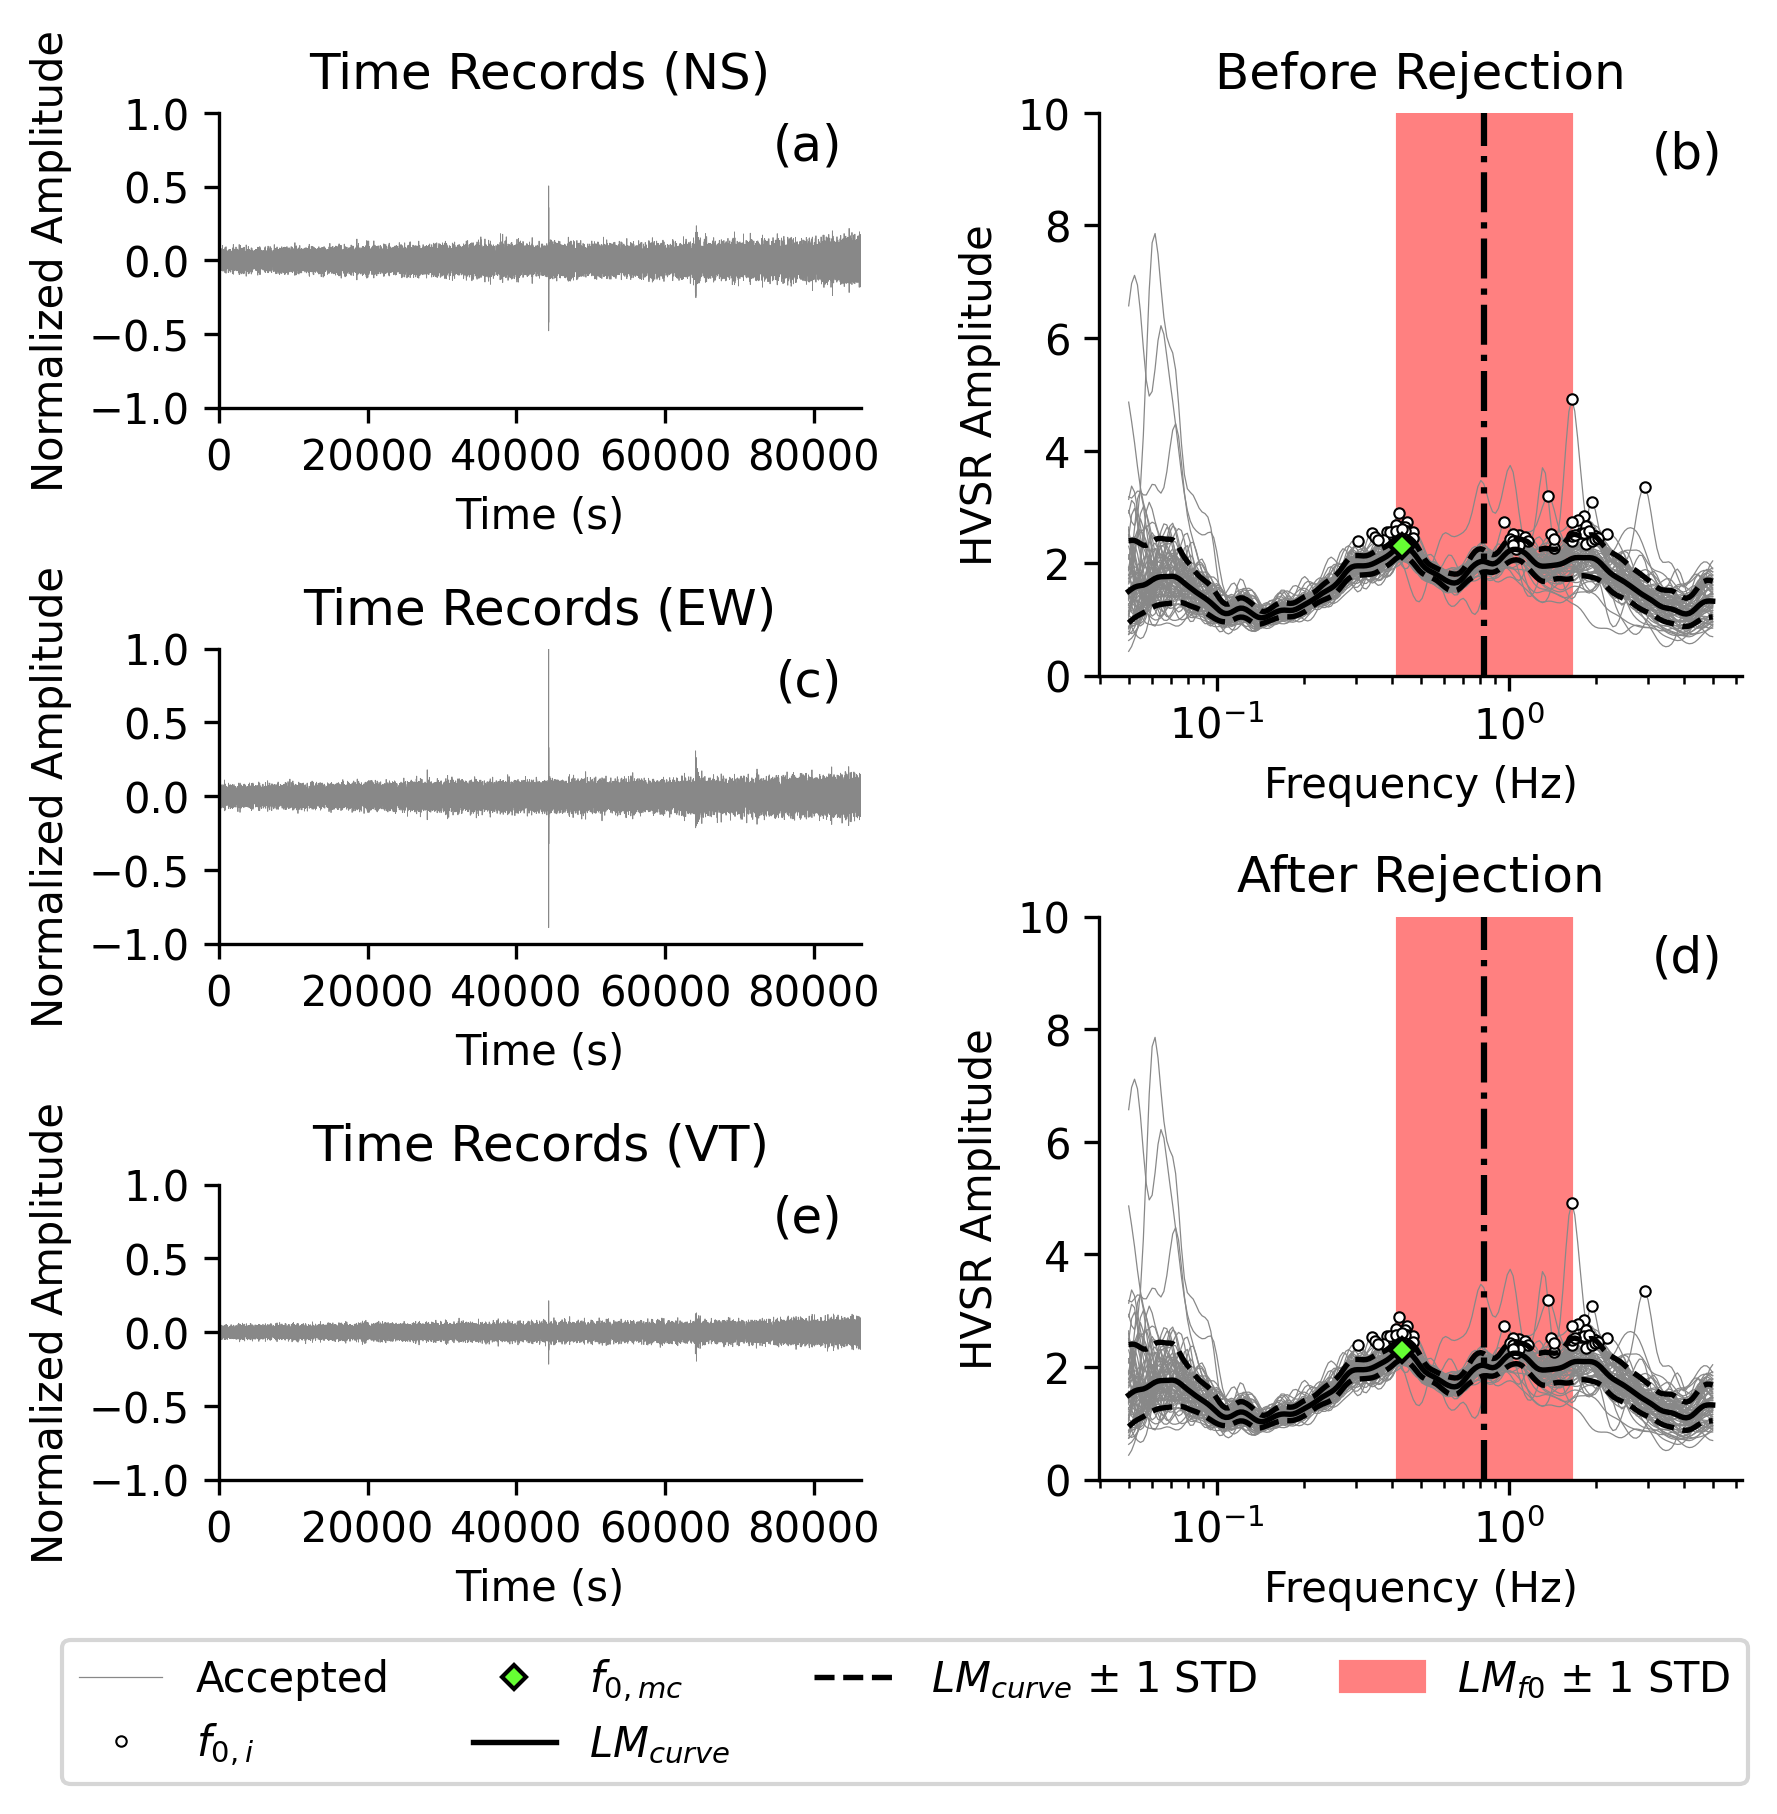 Time Records (NS)
Normalized Amplitude
1.0
0.5
0.0
−0.5
−1.0
(a)
0 20000 40000 60000 80000
Time (s)
Before Rejection
HVSR Amplitude
10
8
6
4
2
0
(b)
10⁻¹ 10⁰
Frequency (Hz)
Time Records (EW)
Normalized Amplitude
1.0
0.5
0.0
−0.5
−1.0
(c)
0 20000 40000 60000 80000
Time (s)
After Rejection
HVSR Amplitude
10
8
6
4
2
0
(d)
10⁻¹ 10⁰
Frequency (Hz)
Time Records (VT)
Normalized Amplitude
1.0
0.5
0.0
−0.5
−1.0
(e)
0 20000 40000 60000 80000
Time (s)
Accepted f0,mc LMcurve ± 1 STD LMf0 ± 1 STD
f0,i LMcurve